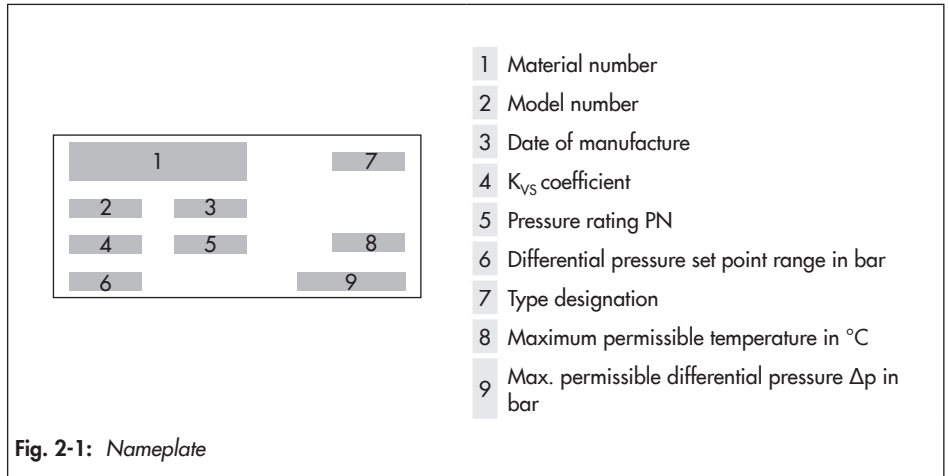 1 7
2 3
4 5 8
6 9
1 Material number
2 Model number
3 Date of manufacture
4 KVS coefficient
5 Pressure rating PN
6 Differential pressure set point range in bar
7 Type designation
8 Maximum permissible temperature in °C
9 Max. permissible differential pressure Δp in
bar
Fig. 2-1: Nameplate